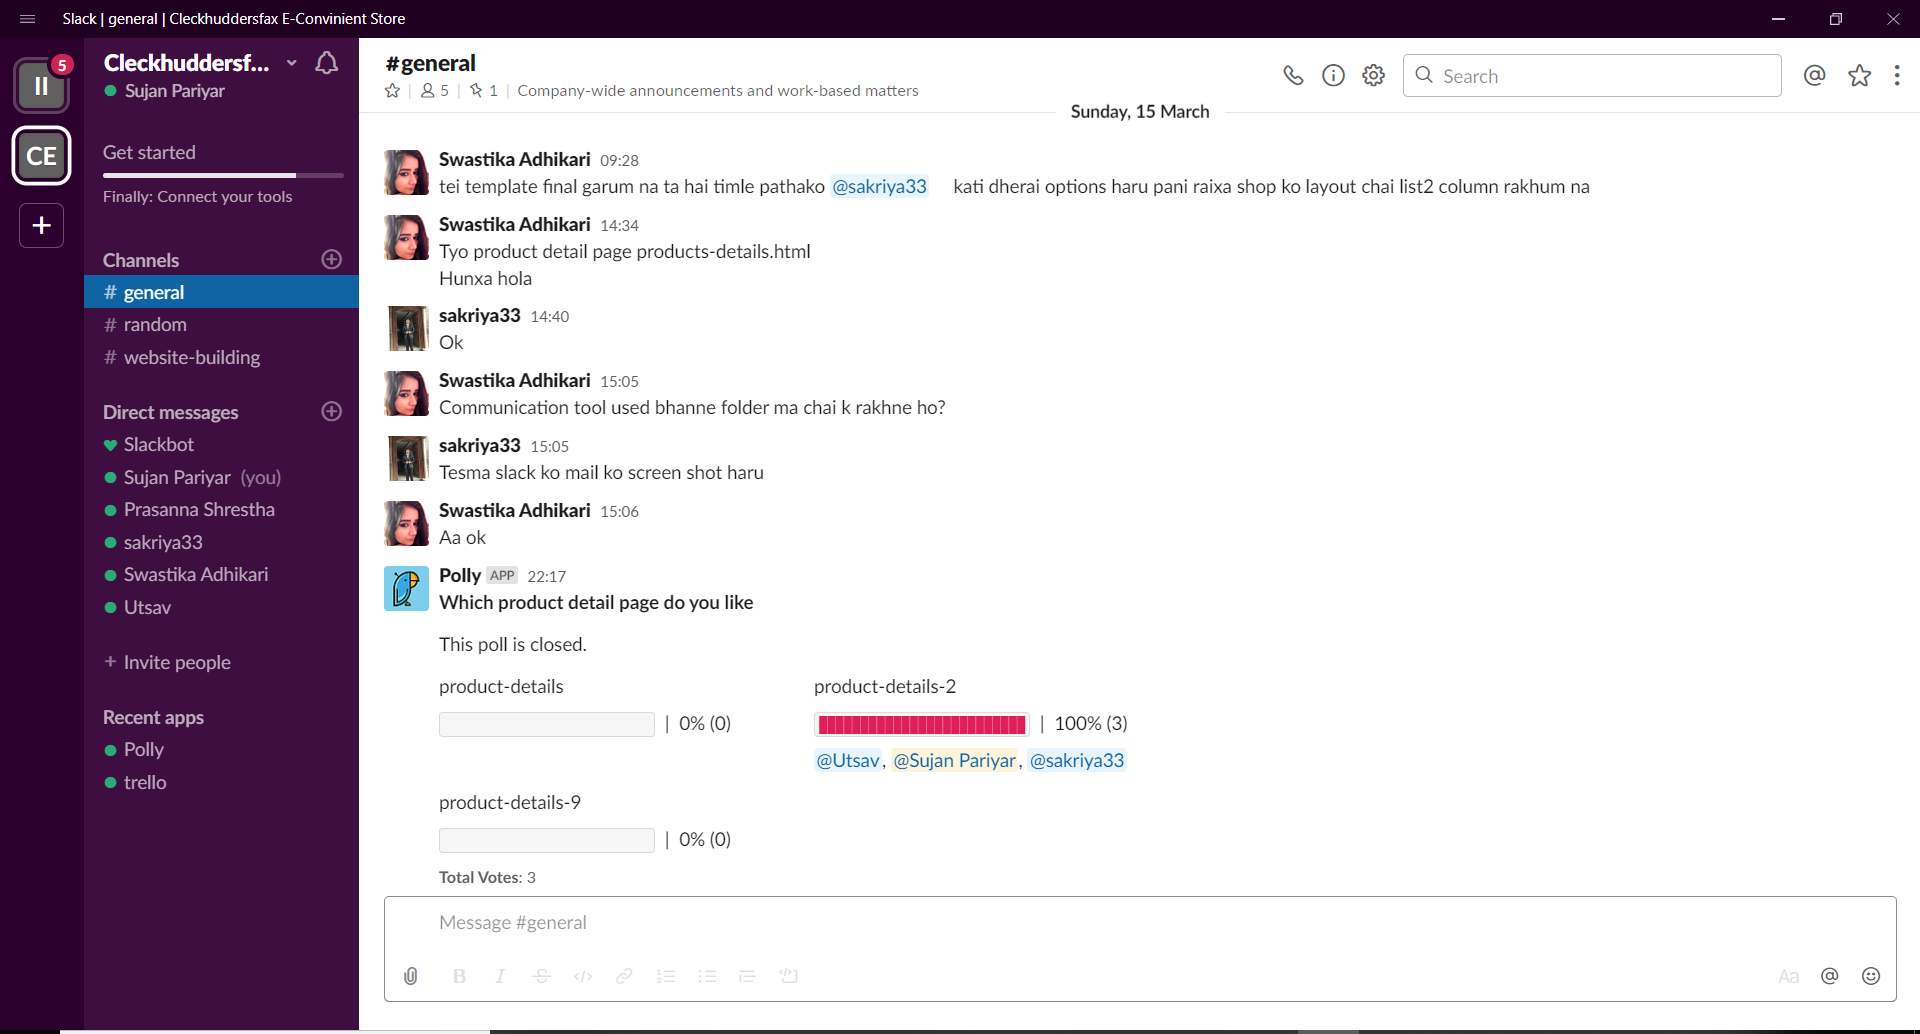 Slack | general | Cleckhuddersfax E-Convinient Store
II
5
CE
+
Cleckhuddersf...
Sujan Pariyar
Get started
Finally: Connect your tools
Channels
# general
# random
# website-building
Direct messages
Slackbot
Sujan Pariyar (you)
Prasanna Shrestha
sakriya33
Swastika Adhikari
Utsav
+ Invite people
Recent apps
Polly
trello
#general
5 | 1 | Company-wide announcements and work-based matters
Search
Sunday, 15 March
Swastika Adhikari 09:28
tei template final garum na ta hai timle pathako @sakriya33 kati dherai options haru pani raixa shop ko layout chai list2 column rakhum na
Swastika Adhikari 14:34
Tyo product detail page products-details.html
Hunxa hola
sakriya33 14:40
Ok
Swastika Adhikari 15:05
Communication tool used bhanne folder ma chai k rakhne ho?
sakriya33 15:05
Tesma slack ko mail ko screen shot haru
Swastika Adhikari 15:06
Aa ok
Polly APP 22:17
Which product detail page do you like
This poll is closed.
product-details
| 0% (0)
product-details-2
| 100% (3)
@Utsav, @Sujan Pariyar, @sakriya33
product-details-9
| 0% (0)
Total Votes: 3
Message #general
B I S </> Aa @